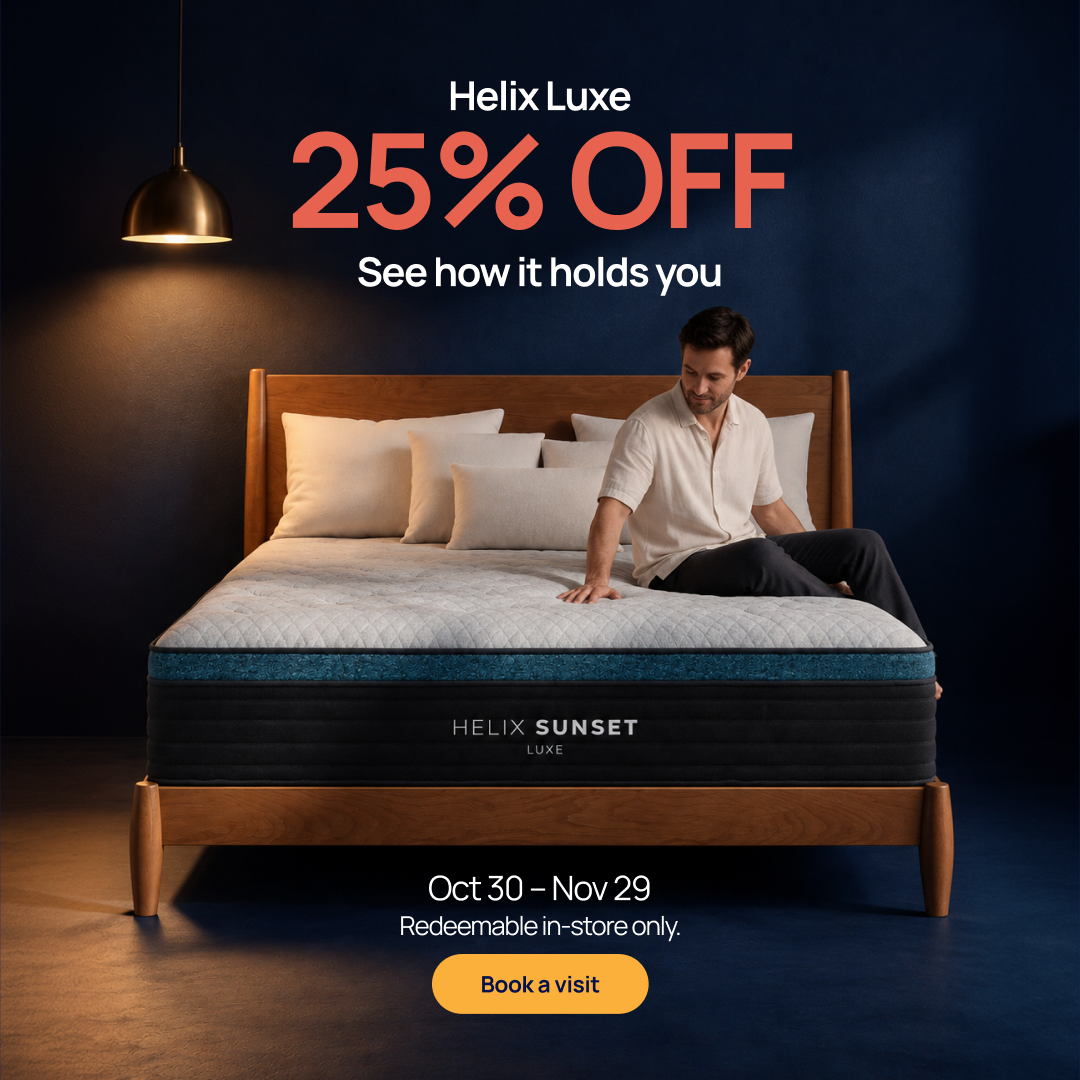 Helix Luxe
25% OFF
See how it holds you
HELIX SUNSET
LUXE
Oct 30 – Nov 29
Redeemable in-store only.
Book a visit